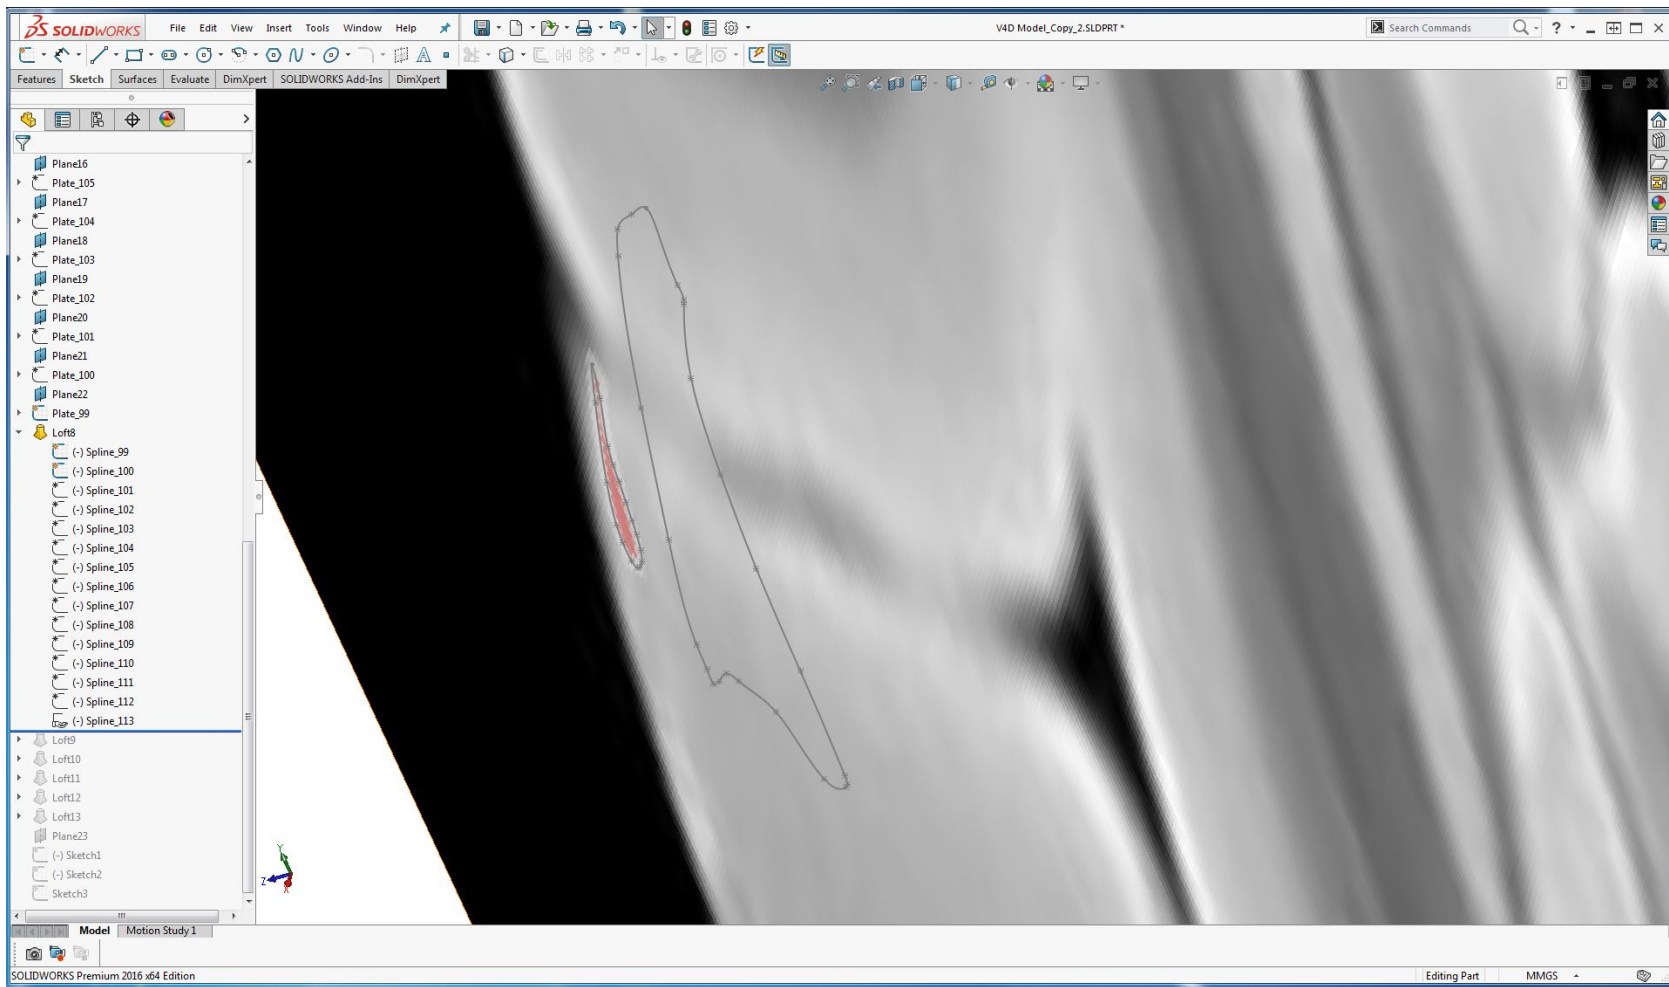 SOLIDWORKS File Edit View Insert Tools Window Help V4D Model_Copy_2.SLDPRT * Search Commands
Features Sketch Surfaces Evaluate DimXpert SOLIDWORKS Add-Ins DimXpert
Plane16
Plate_105
Plane17
Plate_104
Plane18
Plate_103
Plane19
Plate_102
Plane20
Plate_101
Plane21
Plate_100
Plane22
Plate_99
Loft8
(-) Spline_99
(-) Spline_100
(-) Spline_101
(-) Spline_102
(-) Spline_103
(-) Spline_104
(-) Spline_105
(-) Spline_106
(-) Spline_107
(-) Spline_108
(-) Spline_109
(-) Spline_110
(-) Spline_111
(-) Spline_112
(-) Spline_113
Loft9
Loft10
Loft11
Loft12
Loft13
Plane23
(-) Sketch1
(-) Sketch2
Sketch3
Y
Z
X
Model Motion Study 1
SOLIDWORKS Premium 2016 x64 Edition Editing Part MMGS